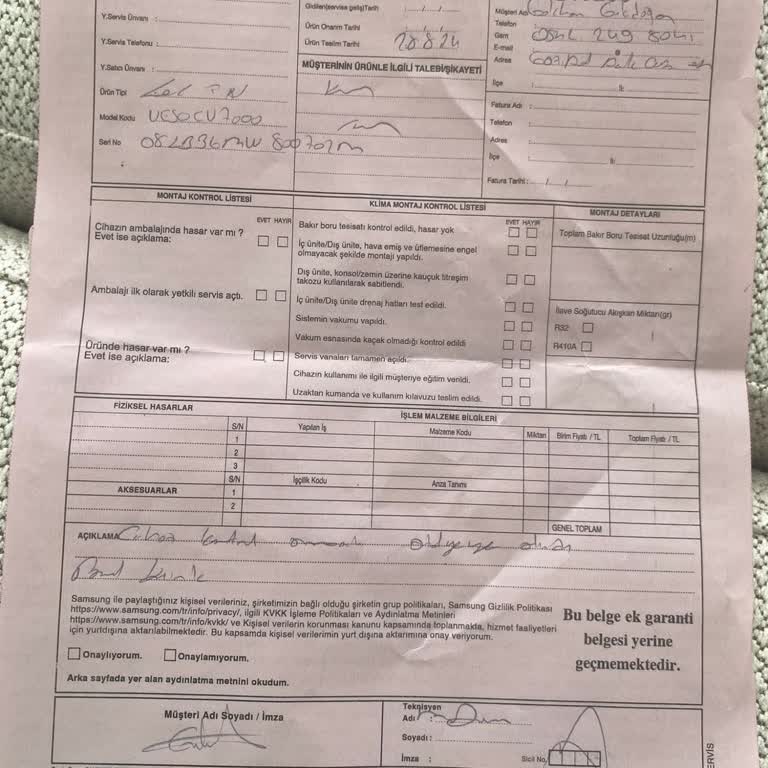 Gidilen(servise geliş)Tarih / /
Y.Servis Ünvanı :
Ürün Onarım Tarihi / /
Ürün Teslim Tarihi 28.8.24
Müşteri Adı
Telefon
Gsm 249 8041
E-mail
Adres
İlçe : İl:
Y.Servis Telefonu :
Y.Satıcı Ünvanı :
MÜŞTERİNİN ÜRÜNLE İLGİLİ TALEBİ/ŞİKAYETİ
Ürün Tipi
Model Kodu UE50CU7000
Seri No
Fatura Adı :
Telefon :
Adres :
İlçe : İl:
Fatura Tarihi : / /
MONTAJ KONTROL LİSTESİ
EVET HAYIR
Cihazın ambalajında hasar var mı ?
Evet ise açıklama:
Ambalajı ilk olarak yetkili servis açtı.
Üründe hasar var mı ?
Evet ise açıklama:
KLİMA MONTAJ KONTROL LİSTESİ
EVET HAYIR
Bakır boru tesisatı kontrol edildi, hasar yok
İç ünite/Dış ünite, hava emiş ve üflemesine engel
olmayacak şekilde montajı yapıldı.
Dış ünite, konsol/zemin üzerine kauçuk titreşim
takozu kullanılarak sabitlendi.
İç ünite/Dış ünite drenaj hatları test edildi.
Sistemin vakumu yapıldı.
Vakum esnasında kaçak olmadığı kontrol edildi
Servis vanaları tamamen açıldı.
Cihazın kullanımı ile ilgili müşteriye eğitim verildi.
Uzaktan kumanda ve kullanım kılavuzu teslim edildi.
MONTAJ DETAYLARI
Toplam Bakır Boru Tesisat Uzunluğu(m)
İlave Soğutucu Akışkan Miktarı(gr)
R32
R410A
FİZİKSEL HASARLAR
İŞLEM MALZEME BİLGİLERİ
S/N Yapılan İş Malzeme Kodu Miktarı Birim Fiyatı / TL Toplam Fiyatı / TL
1
2
3
AKSESUARLAR
S/N İşçilik Kodu Arıza Tanımı
1
2
GENEL TOPLAM
AÇIKLAMA
Samsung ile paylaştığınız kişisel verileriniz, şirketimizin bağlı olduğu şirketin grup politikaları, Samsung Gizlilik Politikası
https://www.samsung.com/tr/info/privacy/, ilgili KVKK İşleme Politikaları ve Aydınlatma Metinleri
https://www.samsung.com/tr/info/kvkk/ ve Kişisel Verilerin korunması kanunu kapsamında toplanmakta, hizmet faaliyetleri
için yurtdışına aktarılabilmektedir. Bu kapsamda kişisel verilerimin yurt dışına aktarımına onay veriyorum.
Onaylıyorum. Onaylamıyorum.
Arka sayfada yer alan aydınlatma metnini okudum.
Bu belge ek garanti
belgesi yerine
geçmemektedir.
Müşteri Adı Soyadı / İmza
Teknisyen
Adı :
Soyadı :
İmza :
Sicil No.